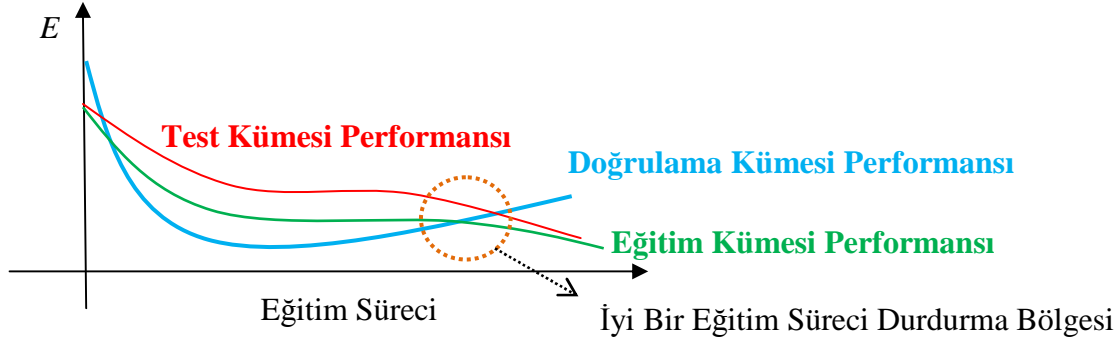 E
Test Kümesi Performansı
Doğrulama Kümesi Performansı
Eğitim Kümesi Performansı
Eğitim Süreci
İyi Bir Eğitim Süreci Durdurma Bölgesi